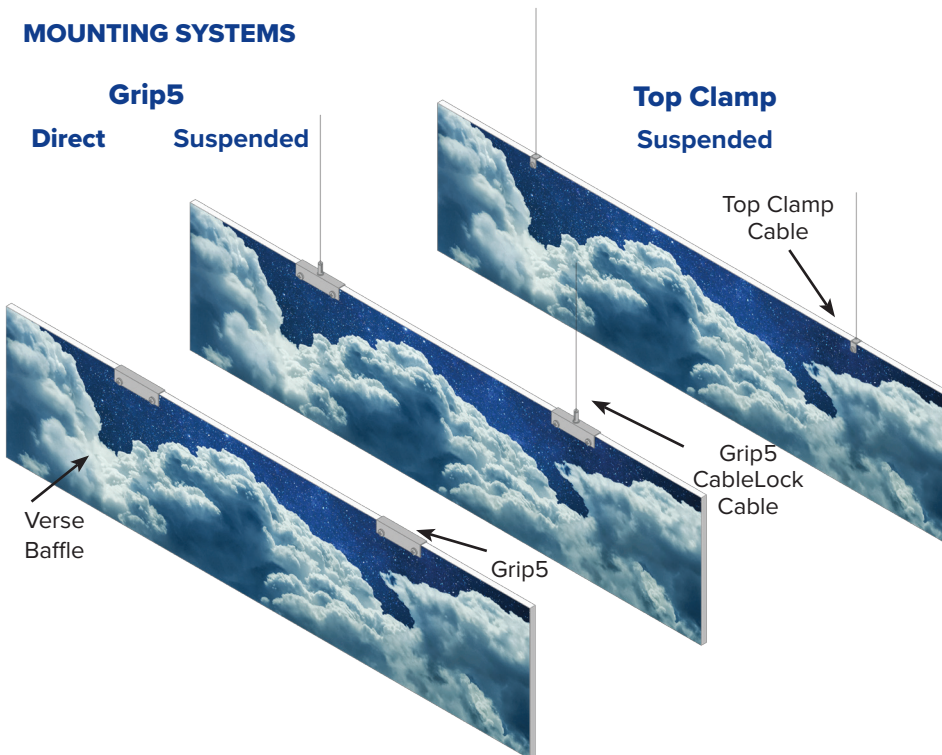 MOUNTING SYSTEMS
Grip5
Direct
Suspended
Top Clamp
Suspended
Top Clamp
Cable
Grip5
CableLock
Cable
Verse
Baffle
Grip5